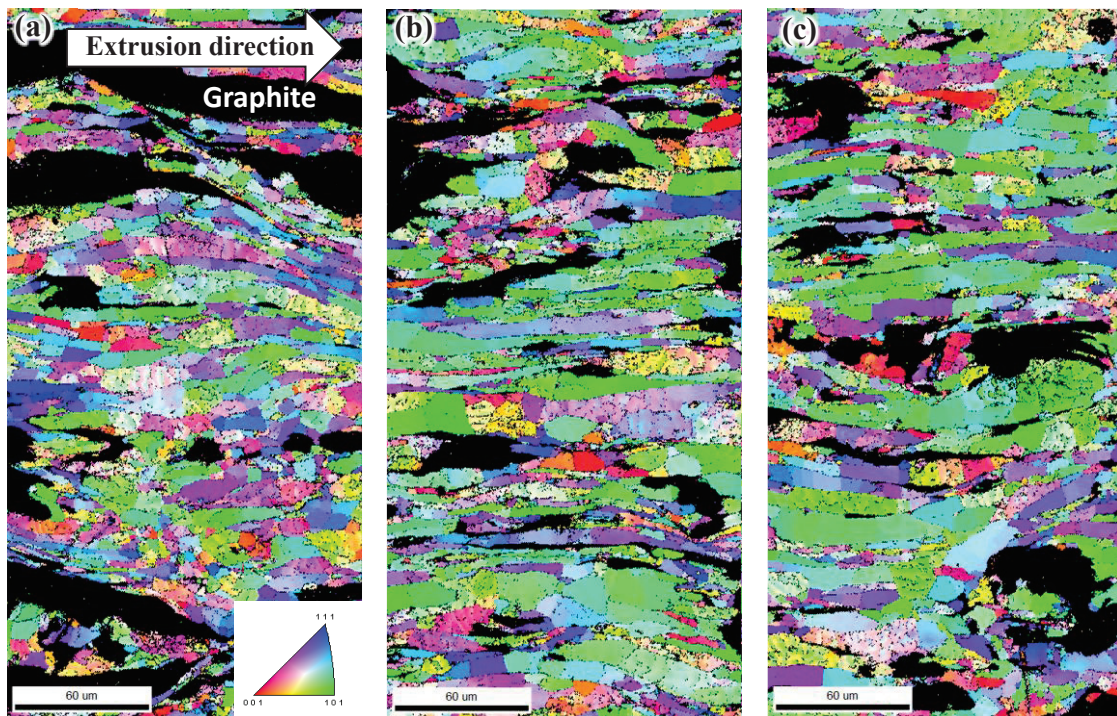 (a)
Extrusion direction
Graphite
(b)
(c)
1 1 1
0 0 1
1 0 1
60 um
60 um
60 um